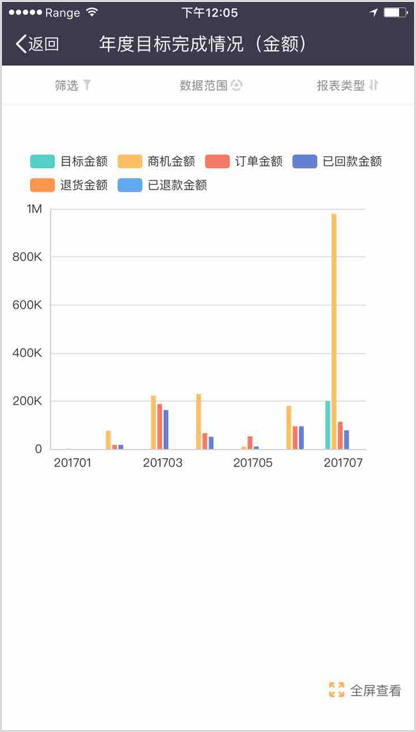 Range 下午12:05
返回 年度目标完成情况（金额）
筛选 数据范围 报表类型
目标金额 商机金额 订单金额 已回款金额
退货金额 已退款金额
1M
800K
600K
400K
200K
0
201701 201703 201705 201707
全屏查看